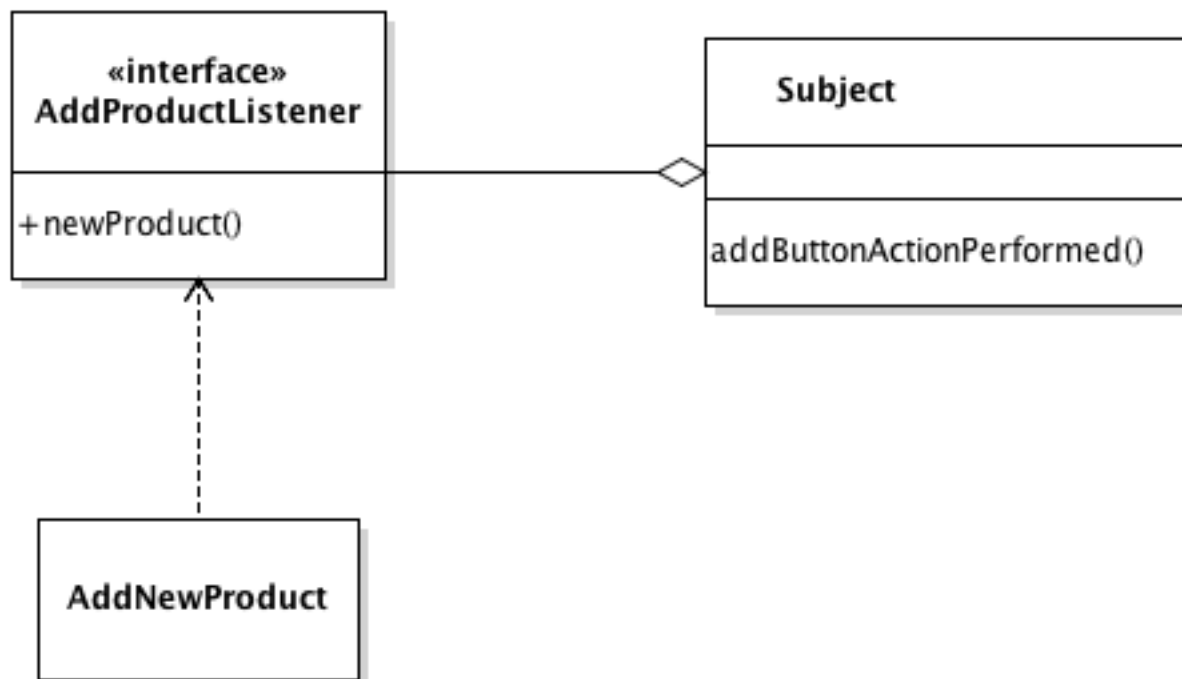 «interface»
AddProductListener
+newProduct()
Subject
addButtonActionPerformed()
AddNewProduct